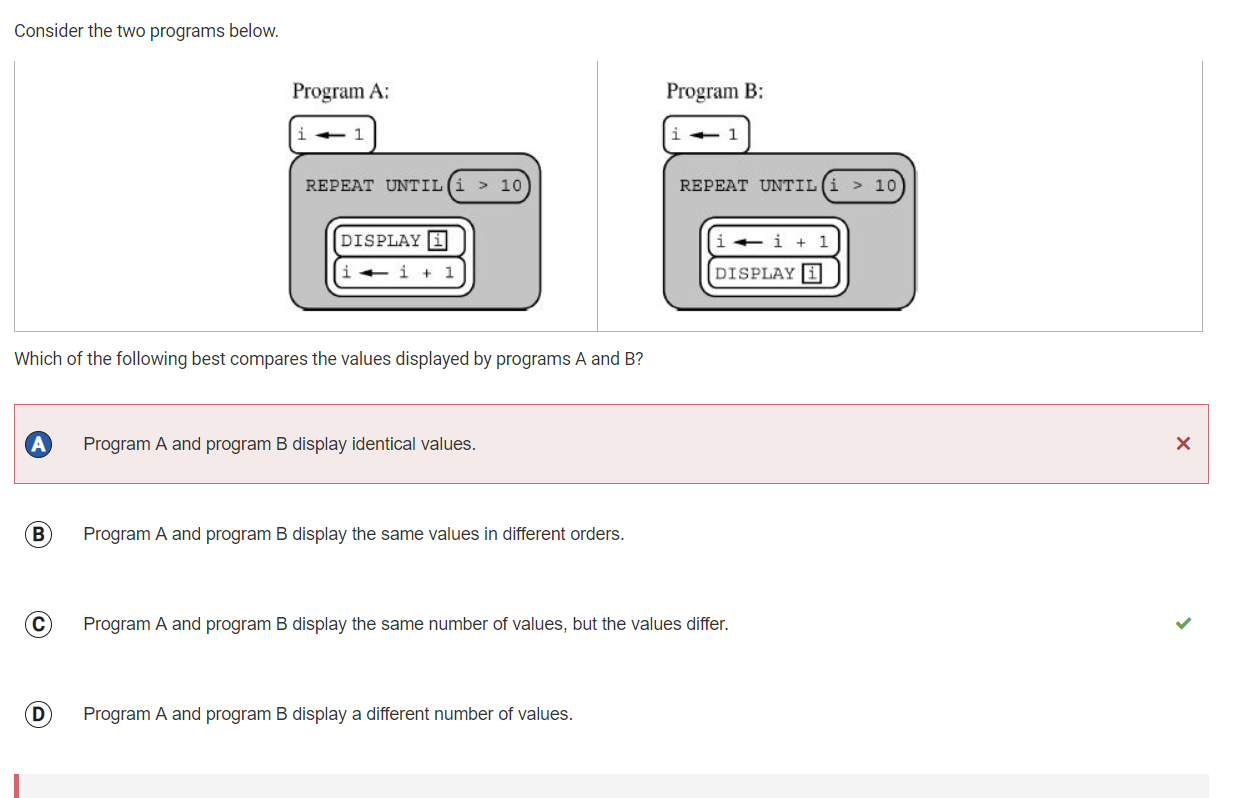 Consider the two programs below.
Program A:
i ← 1
REPEAT UNTIL i > 10
DISPLAY i
i ← i + 1
Program B:
i ← 1
REPEAT UNTIL i > 10
i ← i + 1
DISPLAY i
Which of the following best compares the values displayed by programs A and B?
A Program A and program B display identical values.
B Program A and program B display the same values in different orders.
C Program A and program B display the same number of values, but the values differ.
D Program A and program B display a different number of values.